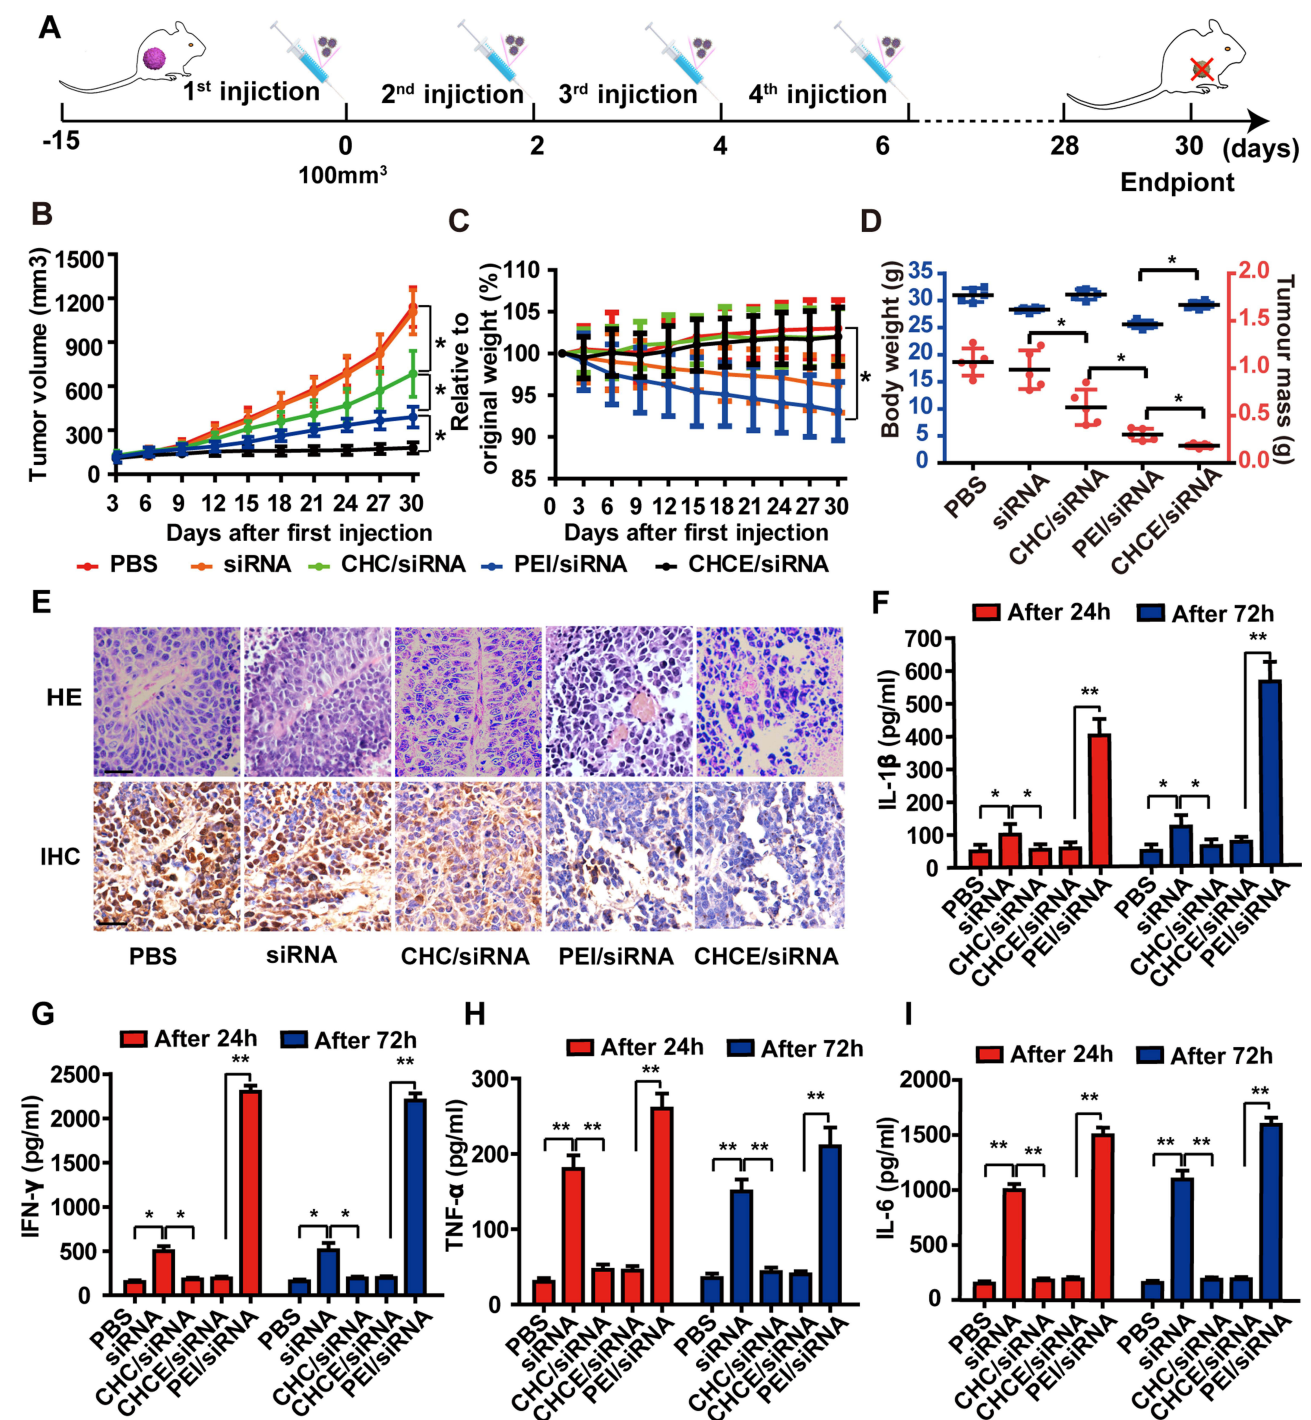 A
1st injiction
2nd injiction
3rd injiction
4th injiction
-15
0
2
4
6
28
30
(days)
100mm3
Endpiont
B
Tumor volume (mm3)
1500
1200
900
600
300
0
3 6 9 12 15 18 21 24 27 30
Days after first injection
*
*
*
C
Relative to
original weight (%)
110
105
100
95
90
85
0 3 6 9 12 15 18 21 24 27 30
Days after first injection
*
PBS siRNA CHC/siRNA PEI/siRNA CHCE/siRNA
D
Body weight (g)
35
30
25
20
15
10
5
0
Tumour mass (g)
2.0
1.5
1.0
0.5
0.0
*
*
*
*
PBS
siRNA
CHC/siRNA
PEI/siRNA
CHCE/siRNA
E
HE
IHC
PBS
siRNA
CHC/siRNA
PEI/siRNA
CHCE/siRNA
F
After 24h After 72h
IL-1β (pg/ml)
700
600
500
400
300
200
100
0
* * ** * * **
PBS
siRNA
CHC/siRNA
CHCE/siRNA
PEI/siRNA
PBS
siRNA
CHC/siRNA
CHCE/siRNA
PEI/siRNA
G
After 24h After 72h
IFN-γ (pg/ml)
2500
2000
1500
1000
500
0
* * ** * * **
PBS
siRNA
CHC/siRNA
CHCE/siRNA
PEI/siRNA
PBS
siRNA
CHC/siRNA
CHCE/siRNA
PEI/siRNA
H
After 24h After 72h
TNF-α (pg/ml)
300
200
100
0
** ** ** ** ** **
PBS
siRNA
CHC/siRNA
CHCE/siRNA
PEI/siRNA
PBS
siRNA
CHC/siRNA
CHCE/siRNA
PEI/siRNA
I
After 24h After 72h
IL-6 (pg/ml)
2000
1500
1000
500
0
** ** ** ** ** **
PBS
siRNA
CHC/siRNA
CHCE/siRNA
PEI/siRNA
PBS
siRNA
CHC/siRNA
CHCE/siRNA
PEI/siRNA